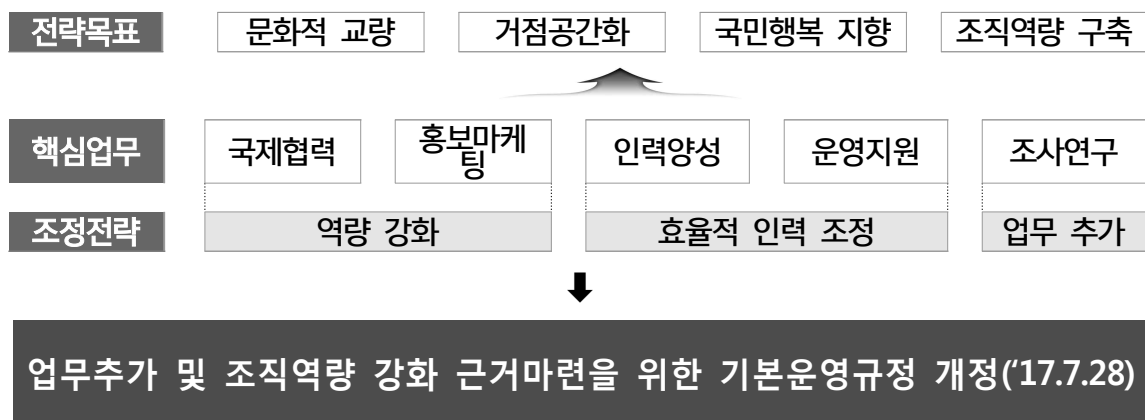 전략목표 문화적 교량 거점공간화 국민행복 지향 조직역량 구축
핵심업무 국제협력 홍보마케팅 인력양성 운영지원 조사연구
조정전략 역량 강화 효율적 인력 조정 업무 추가
업무추가 및 조직역량 강화 근거마련을 위한 기본운영규정 개정(‘17.7.28)